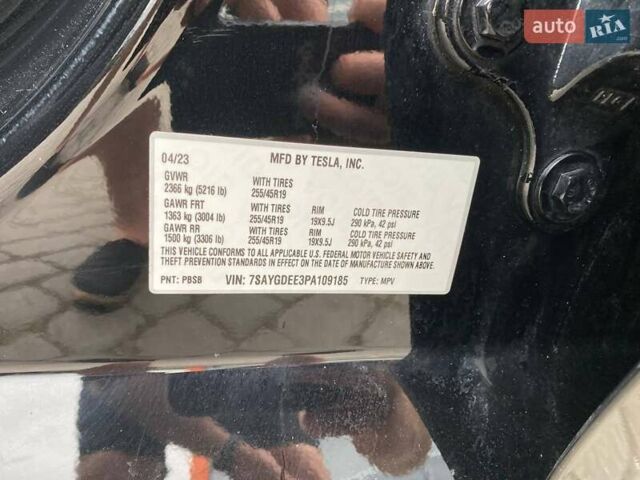 auto RIA
.com
04/23 MFD BY TESLA, INC.
GVWR WITH TIRES
2366 kg (5216 lb) 255/45R19
GAWR FRT WITH TIRES RIM COLD TIRE PRESSURE
1363 kg (3004 lb) 255/45R19 19X9.5J 290 kPa, 42 psi
GAWR RR WITH TIRES RIM COLD TIRE PRESSURE
1500 kg (3306 lb) 255/45R19 19X9.5J 290 kPa, 42 psi
THIS VEHICLE CONFORMS TO ALL APPLICABLE U.S. FEDERAL MOTOR VEHICLE SAFETY AND
THEFT PREVENTION STANDARDS IN EFFECT ON THE DATE OF MANUFACTURE SHOWN ABOVE.
PNT: PBSB VIN: 7SAYGDEE3PA109185 TYPE: MPV